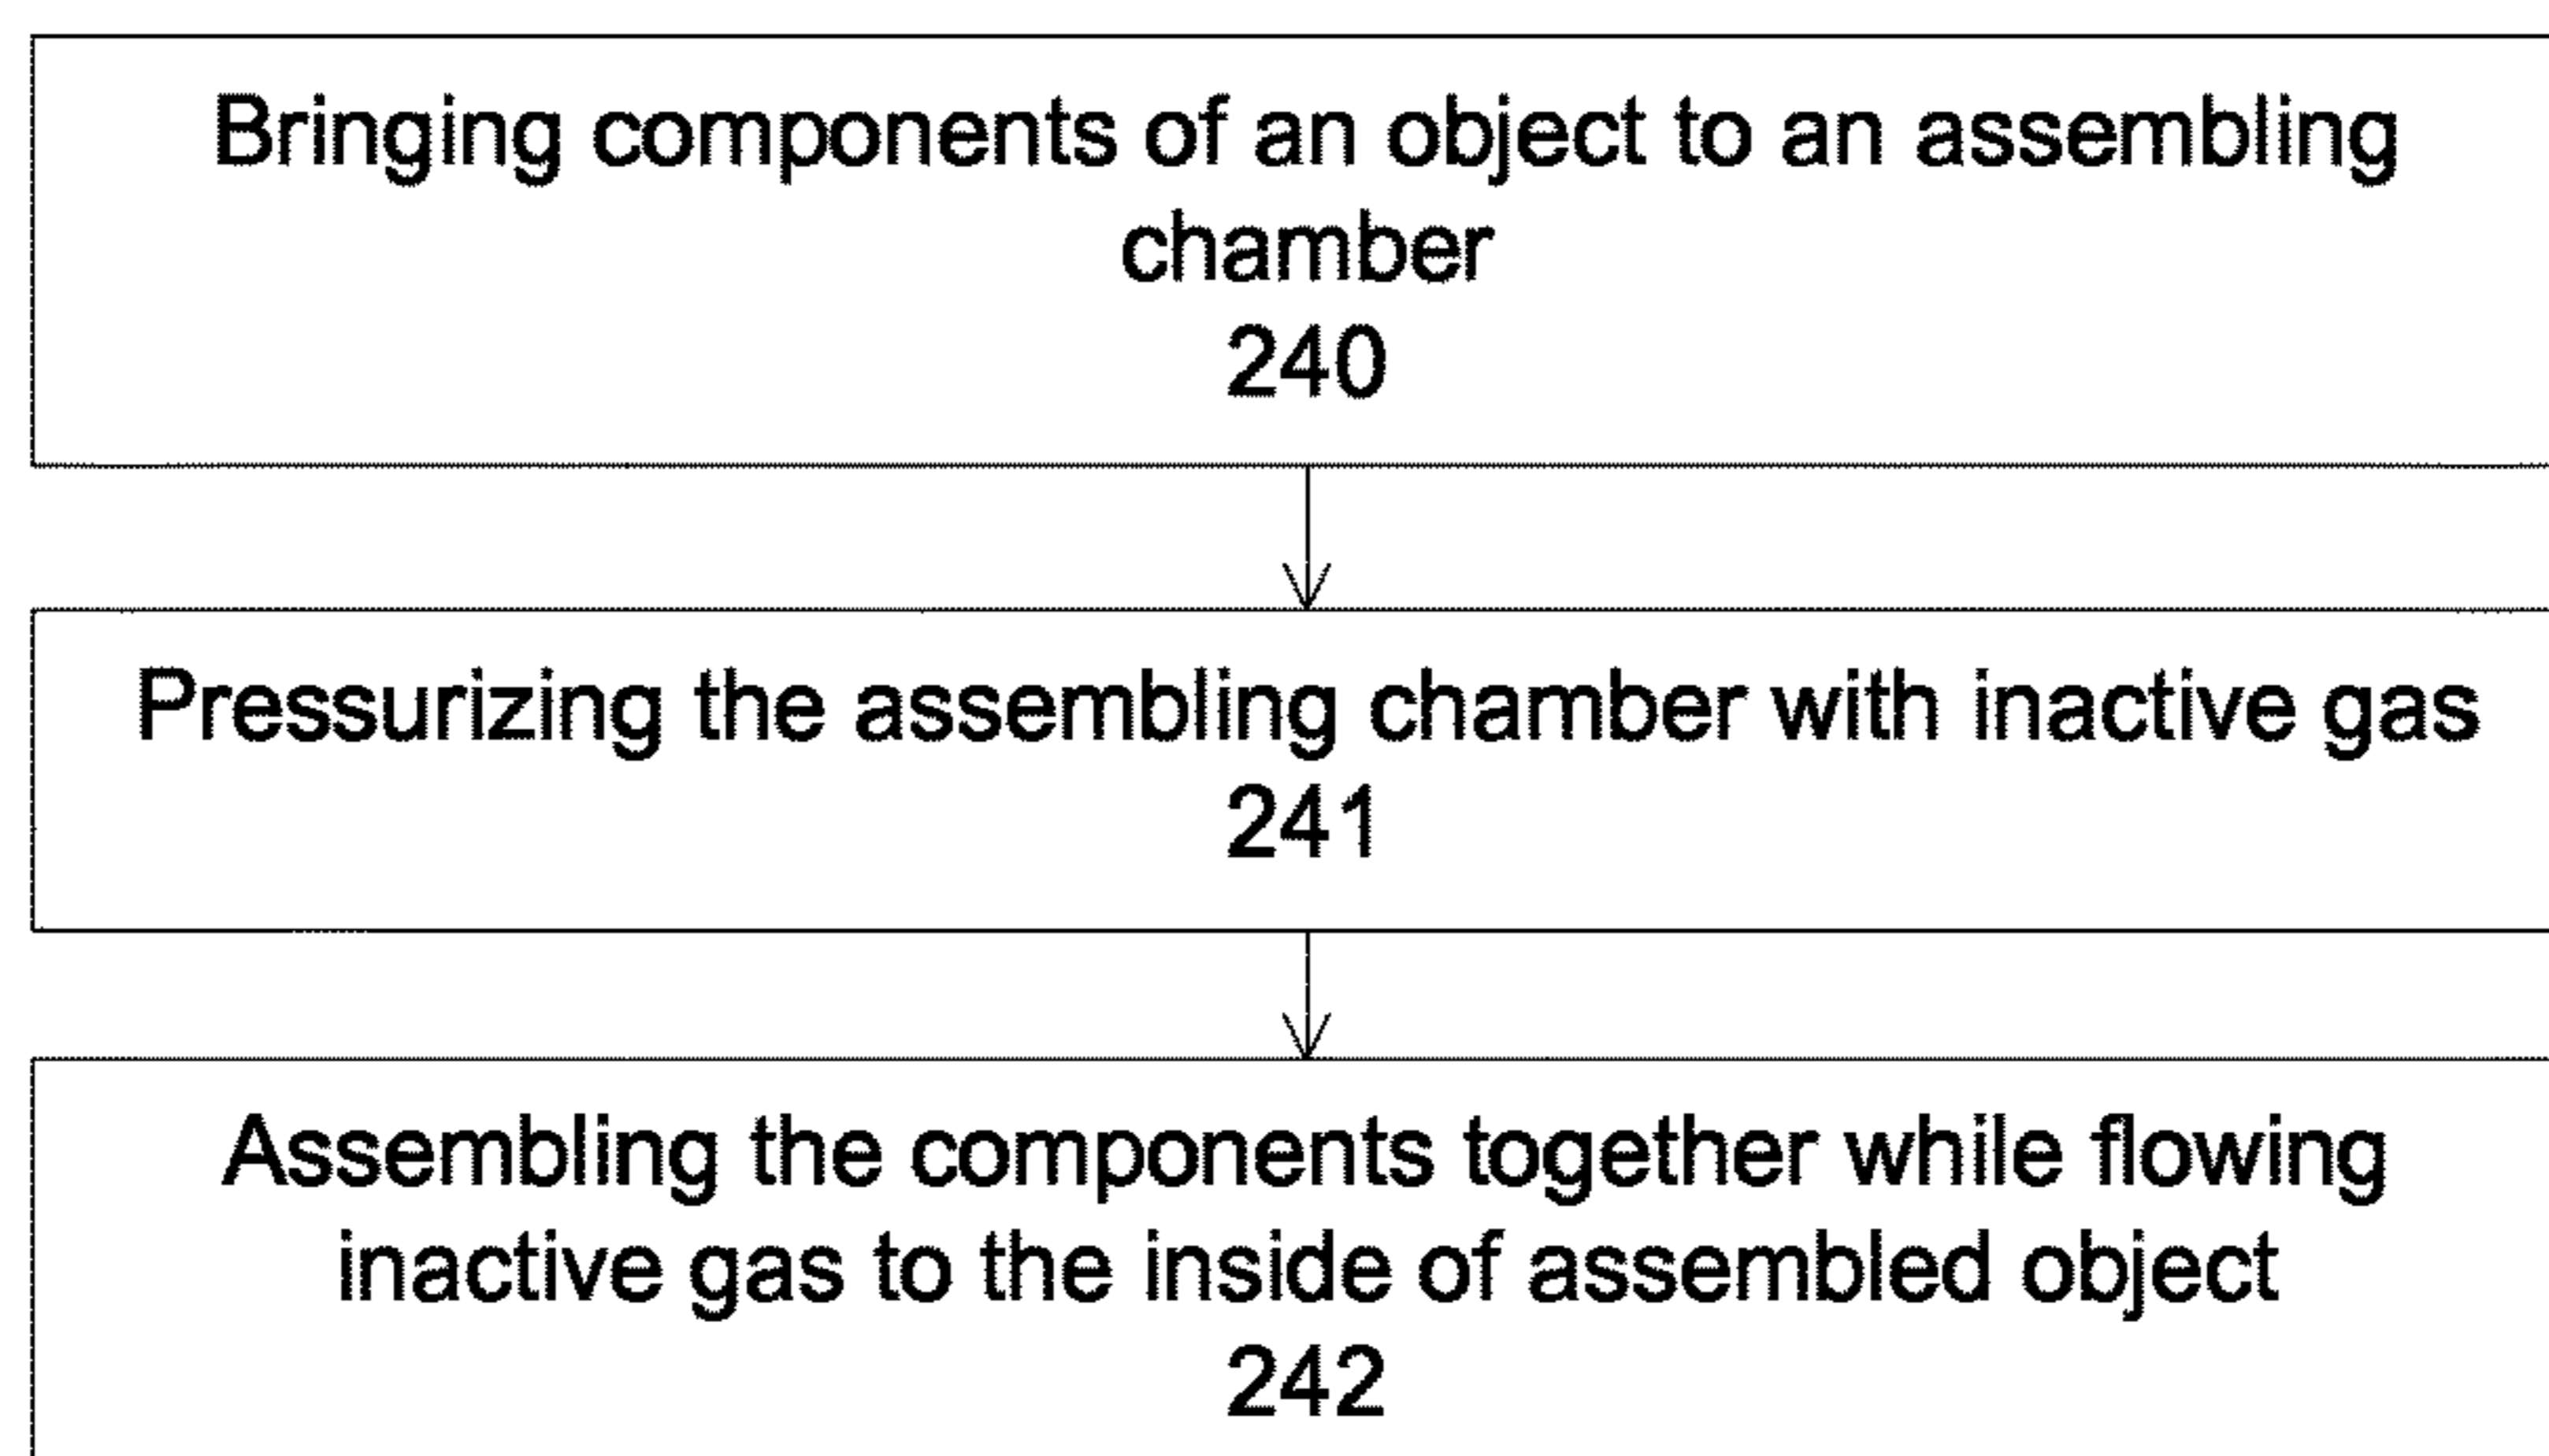 Bringing components of an object to an assembling
chamber
240
Pressurizing the assembling chamber with inactive gas
241
Assembling the components together while flowing
inactive gas to the inside of assembled object
242